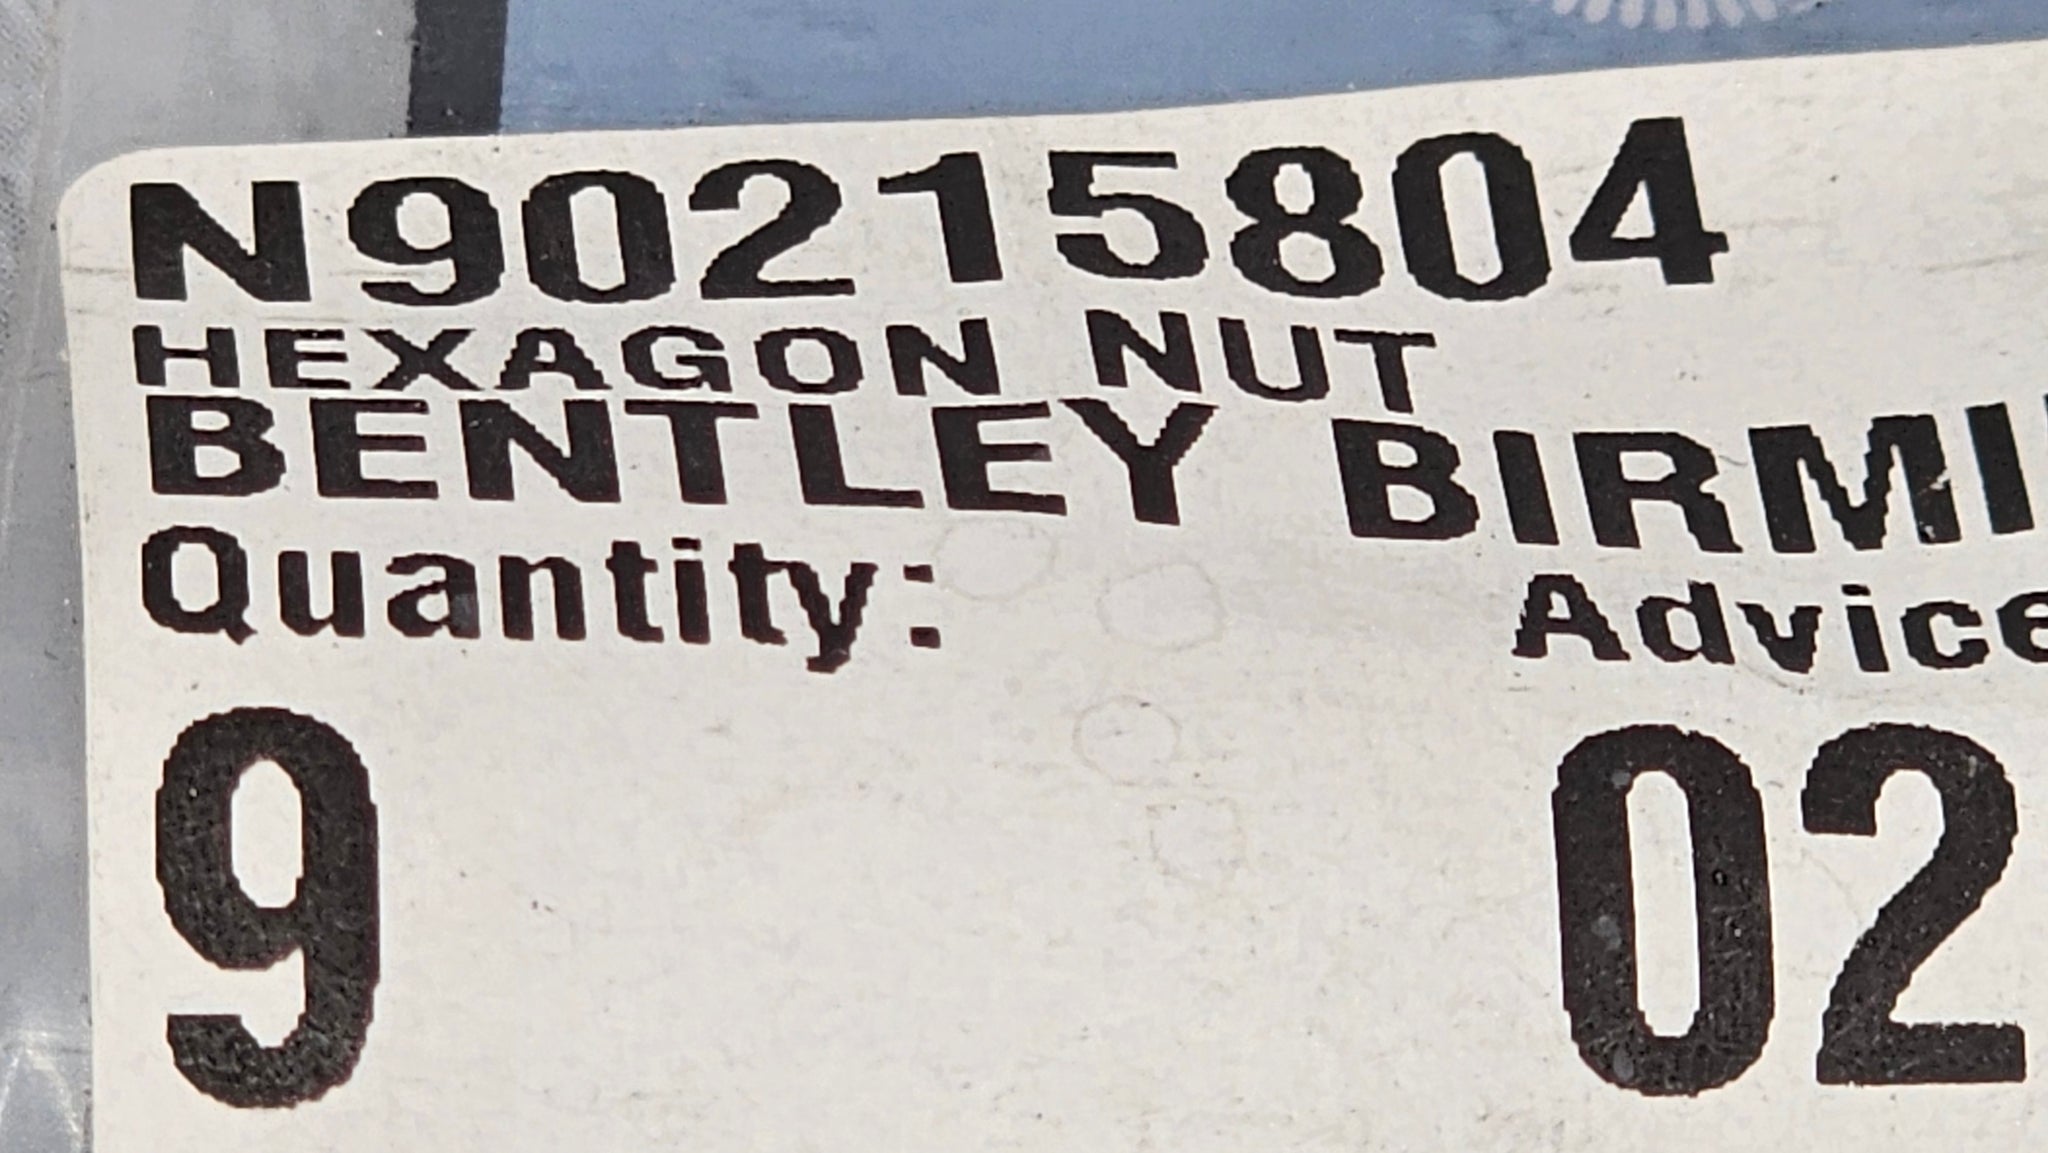 N90215804
HEXAGON NUT
BENTLEY BIRMI
Quantity: Advice
9 02